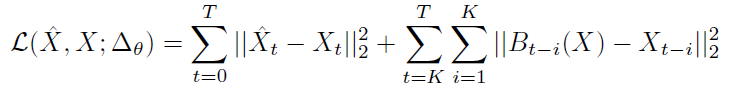 $$\mathcal{L}(\hat{X}, X; \Delta_\theta) = \sum_{t=0}^{T} ||\hat{X}_t - X_t||_2^2 + \sum_{t=K}^{T} \sum_{i=1}^{K} ||B_{t-i}(X) - X_{t-i}||_2^2$$